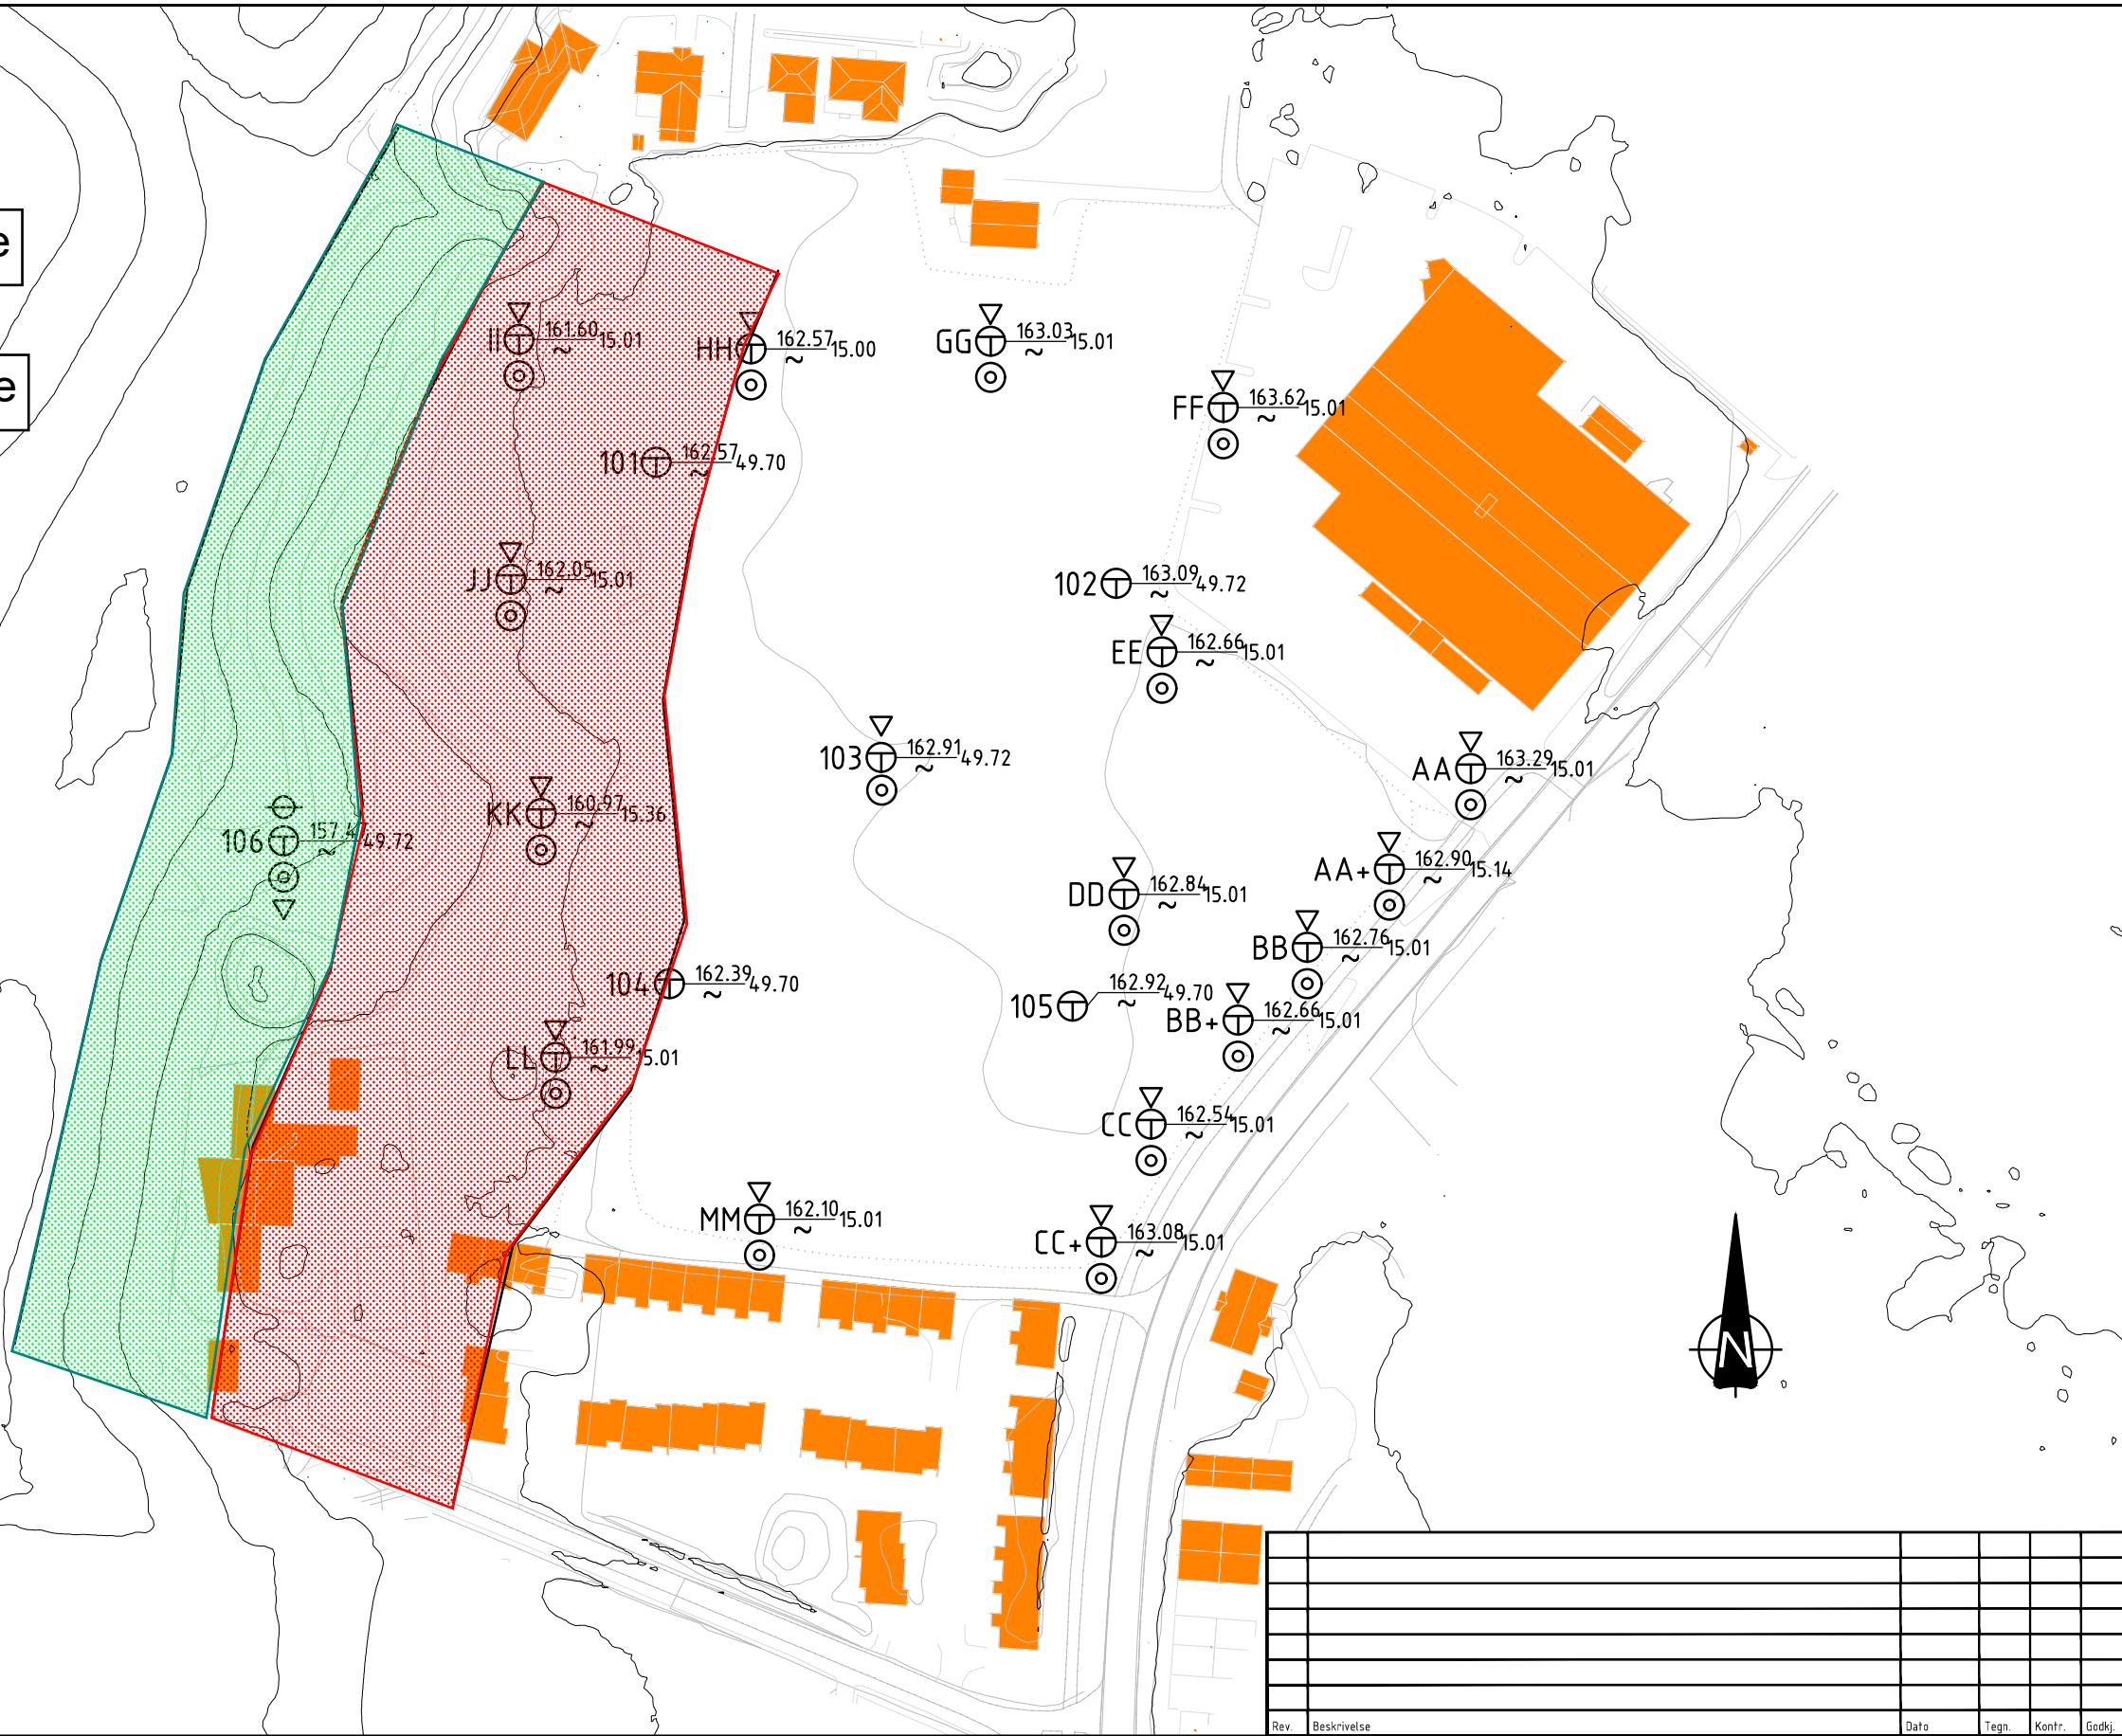 e
e
II 161.60 ~ 15.01
HH 162.57 ~ 15.00
GG 163.03 ~ 15.01
FF 163.62 ~ 15.01
101 162.57 ~ 49.70
JJ 162.05 ~ 15.01
102 163.09 ~ 49.72
EE 162.66 ~ 15.01
103 162.91 ~ 49.72
AA 163.29 ~ 15.01
KK 160.97 ~ 15.36
106 157.4 ~ 49.72
AA+ 162.90 ~ 15.14
DD 162.84 ~ 15.01
BB 162.76 ~ 15.01
104 162.39 ~ 49.70
105 162.92 ~ 49.70
BB+ 162.66 ~ 15.01
LL 161.99 ~ 15.01
CC 162.54 ~ 15.01
MM 162.10 ~ 15.01
CC+ 163.08 ~ 15.01
N
Rev. Beskrivelse Dato Tegn. Kontr. Godkj.